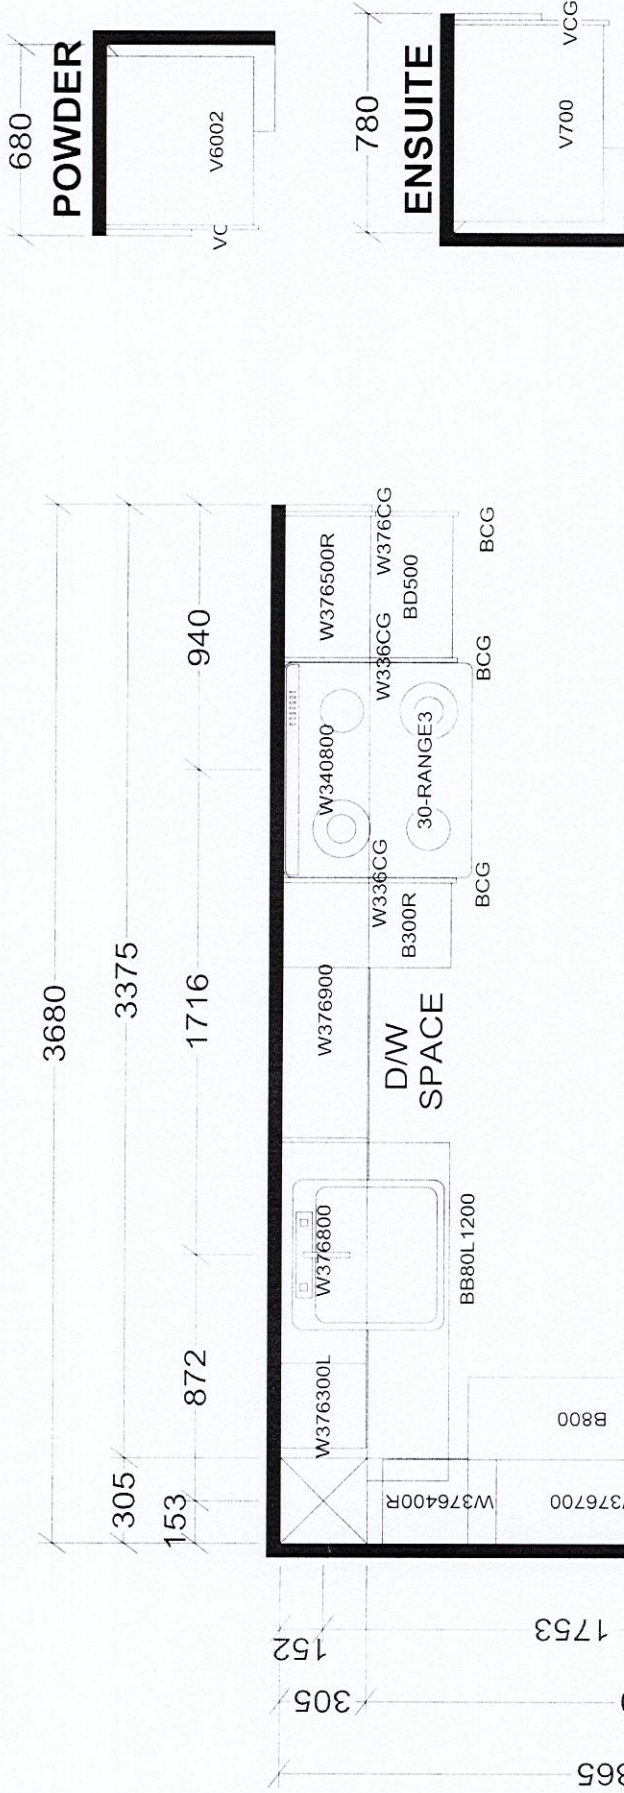 680
POWDER
V6002
VC
780
ENSUITE
V700
VCG
3680
3375
305
940
1716
872
153
W376500R
W376CG
BD500
BCG
W336CG
BCG
W340800
30-RANGE3
W336CG
B300R
BCG
W376900
D/W
SPACE
W376800
BB80L1200
W376300L
W376400R
B800
152
305
1753